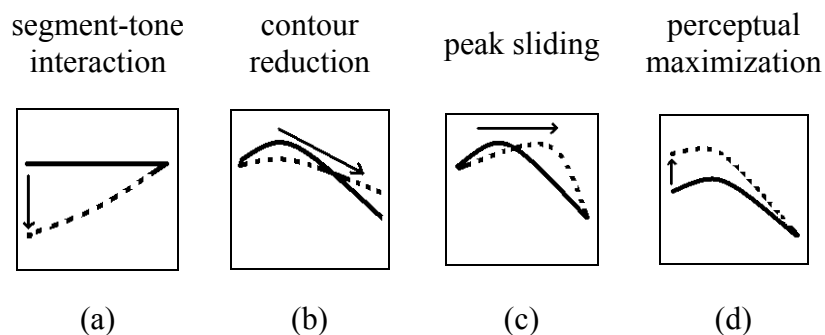 segment-tone
interaction
contour
reduction
peak sliding
perceptual
maximization
(a)
(b)
(c)
(d)